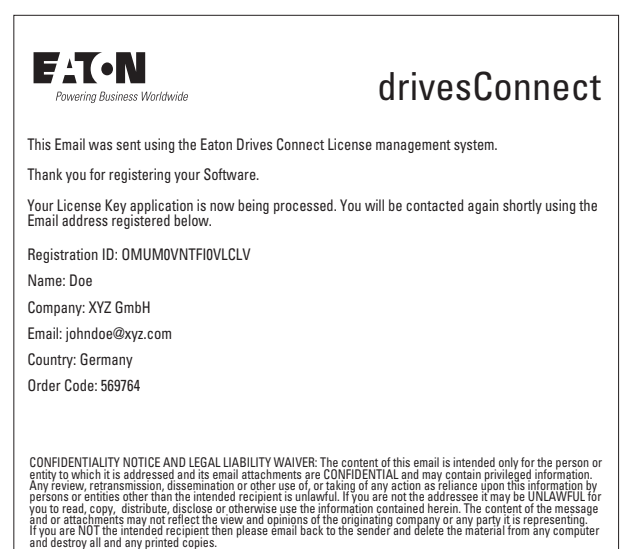 EATON
Powering Business Worldwide
drivesConnect
This Email was sent using the Eaton Drives Connect License management system.
Thank you for registering your Software.
Your License Key application is now being processed. You will be contacted again shortly using the
Email address registered below.
Registration ID: OMUM0VNTFI0VLCLV
Name: Doe
Company: XYZ GmbH
Email: johndoe@xyz.com
Country: Germany
Order Code: 569764
CONFIDENTIALITY NOTICE AND LEGAL LIABILITY WAIVER: The content of this email is intended only for the person or
entity to which it is addressed and its email attachments are CONFIDENTIAL and may contain privileged information.
Any review, retransmission, dissemination or other use of, or taking of any action as reliance upon this information by
persons or entities other than the intended recipient is unlawful. If you are not the addressee it may be UNLAWFUL for
you to read, copy, distribute, disclose or otherwise use the information contained herein. The content of the message
and or attachments may not reflect the view and opinions of the originating company or any party it is representing.
If you are NOT the intended recipient then please email back to the sender and delete the material from any computer
and destroy all and any printed copies.